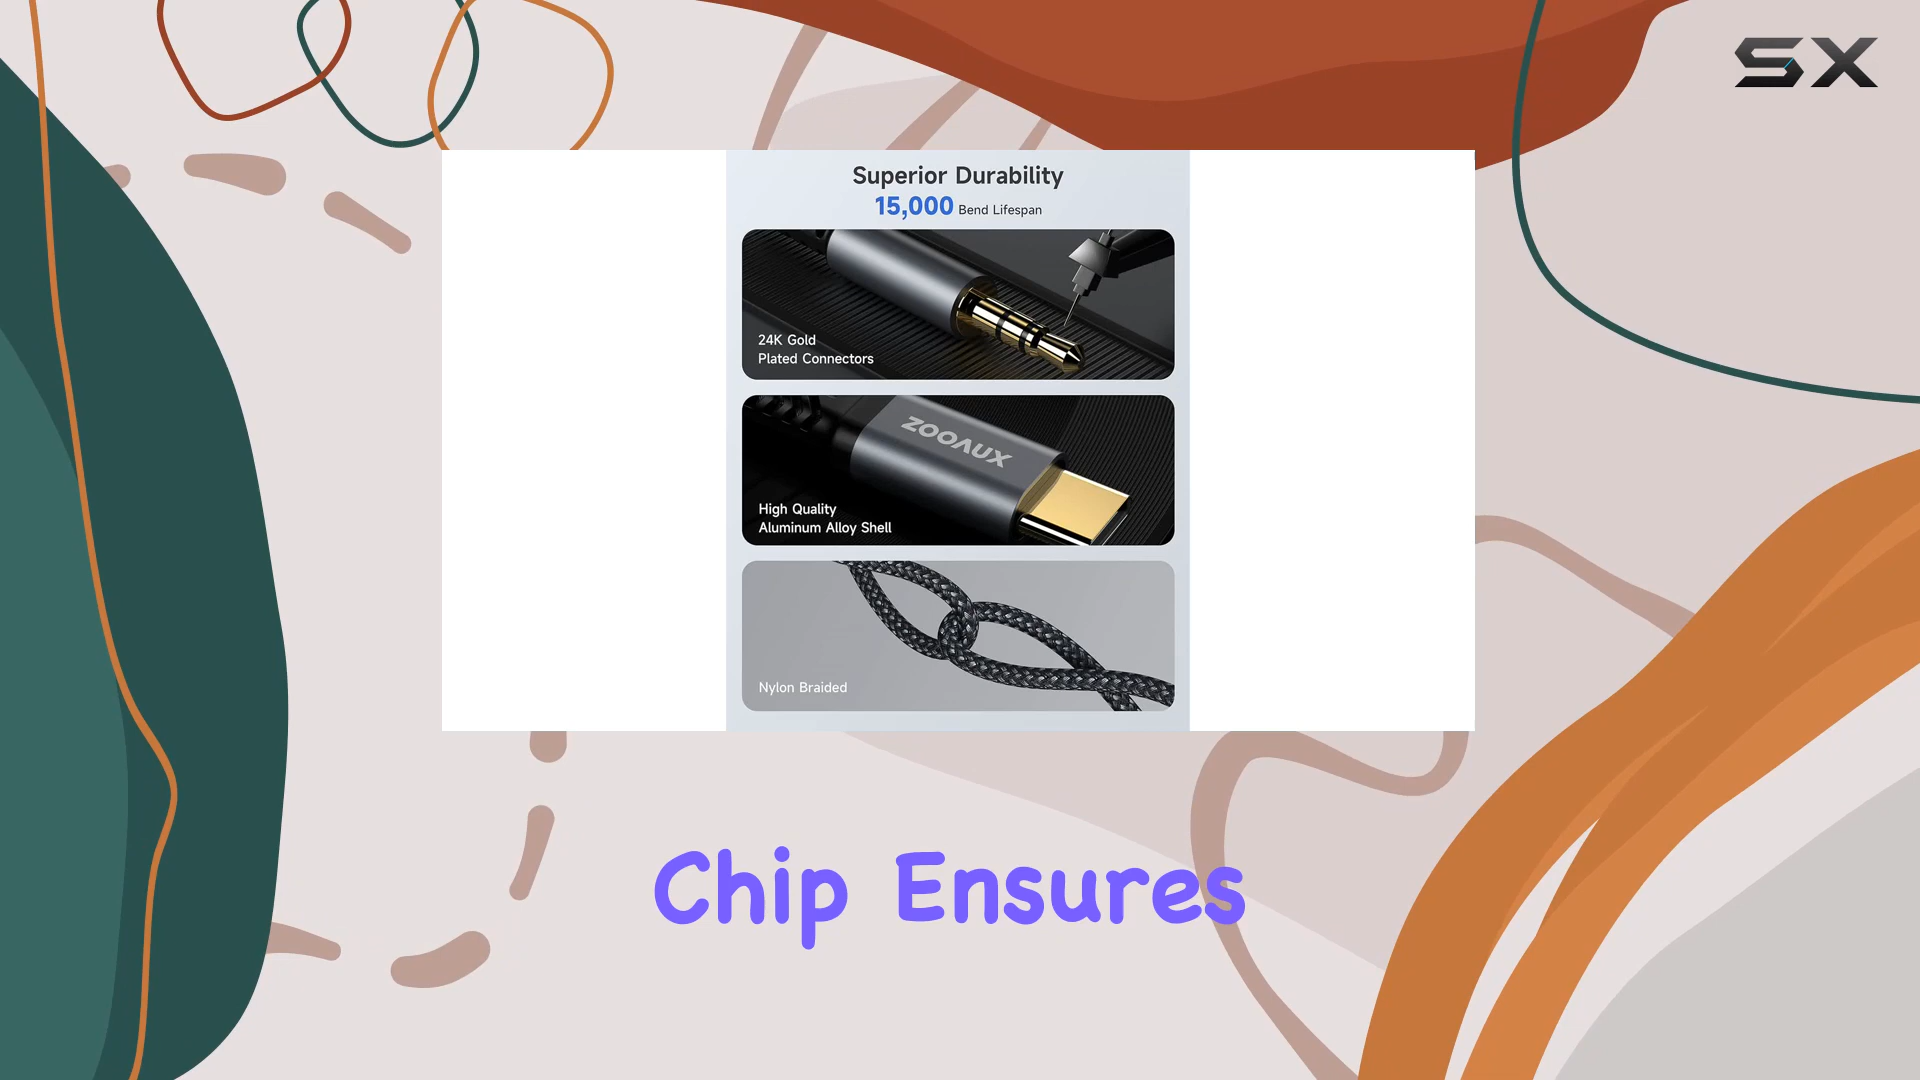 SX
Superior Durability
15,000 Bend Lifespan
24K Gold
Plated Connectors
ZOOAUX
High Quality
Aluminum Alloy Shell
Nylon Braided
Chip Ensures